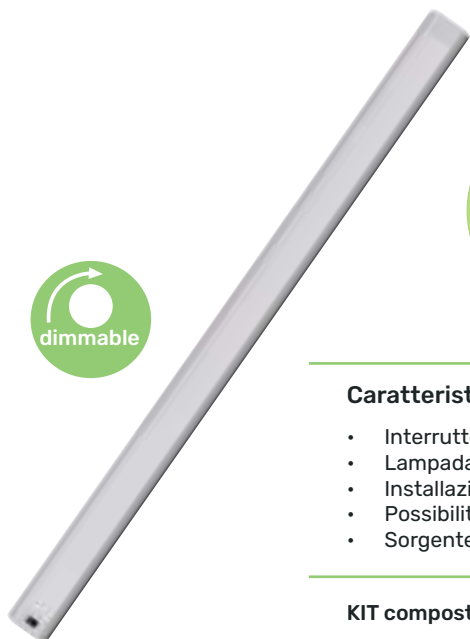 dimmable
Caratterist
• Interrutt
• Lampada
• Installazi
• Possibilit
• Sorgente
KIT compost